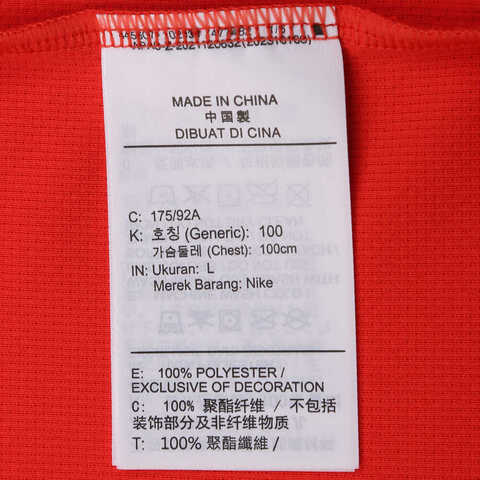 MADE IN CHINA
中国製
DIBUAT DI CINA
C: 175/92A
K: 호칭 (Generic): 100
가슴둘레 (Chest): 100cm
IN: Ukuran: L
Merek Barang: Nike
E: 100% POLYESTER /
EXCLUSIVE OF DECORATION
C: 100% 聚酯纤维 / 不包括
装饰部分及非纤维物质
T: 100% 聚酯纖維 /